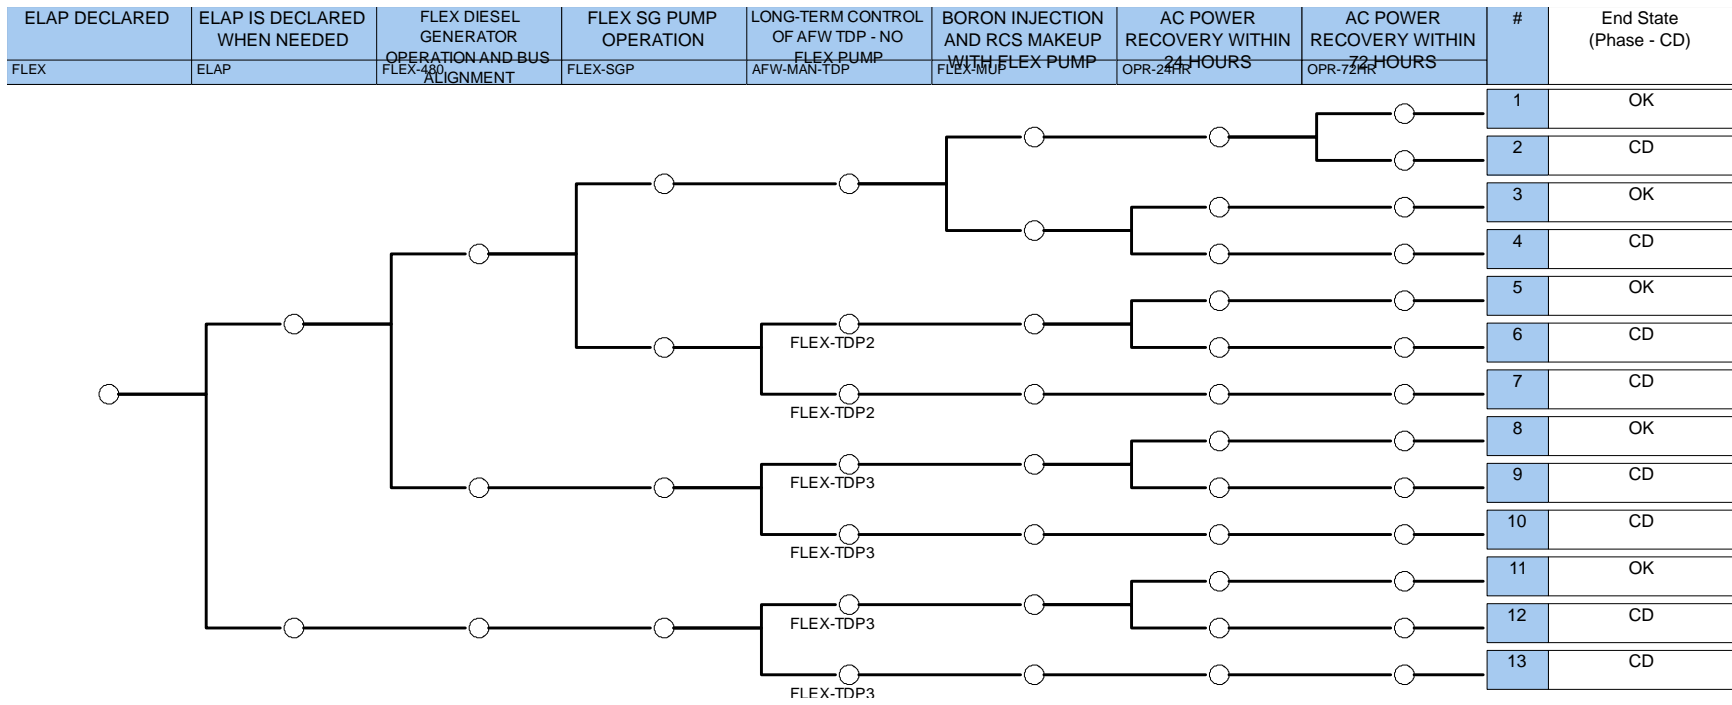 ELAP DECLARED
FLEX
ELAP IS DECLARED
WHEN NEEDED
ELAP
FLEX DIESEL
GENERATOR
OPERATION AND BUS
ALIGNMENT
FLEX-480
FLEX SG PUMP
OPERATION
FLEX-SGP
LONG-TERM CONTROL
OF AFW TDP - NO
FLEX PUMP
AFW-MAN-TDP
BORON INJECTION
AND RCS MAKEUP
WITH FLEX PUMP
FLEX-MUP
AC POWER
RECOVERY WITHIN
24 HOURS
OPR-24HR
AC POWER
RECOVERY WITHIN
72 HOURS
OPR-72HR
#
End State
(Phase - CD)
1 OK
2 CD
3 OK
4 CD
5 OK
FLEX-TDP2
6 CD
7 CD
FLEX-TDP2
8 OK
FLEX-TDP3
9 CD
10 CD
FLEX-TDP3
11 OK
FLEX-TDP3
12 CD
13 CD
FLEX-TDP3